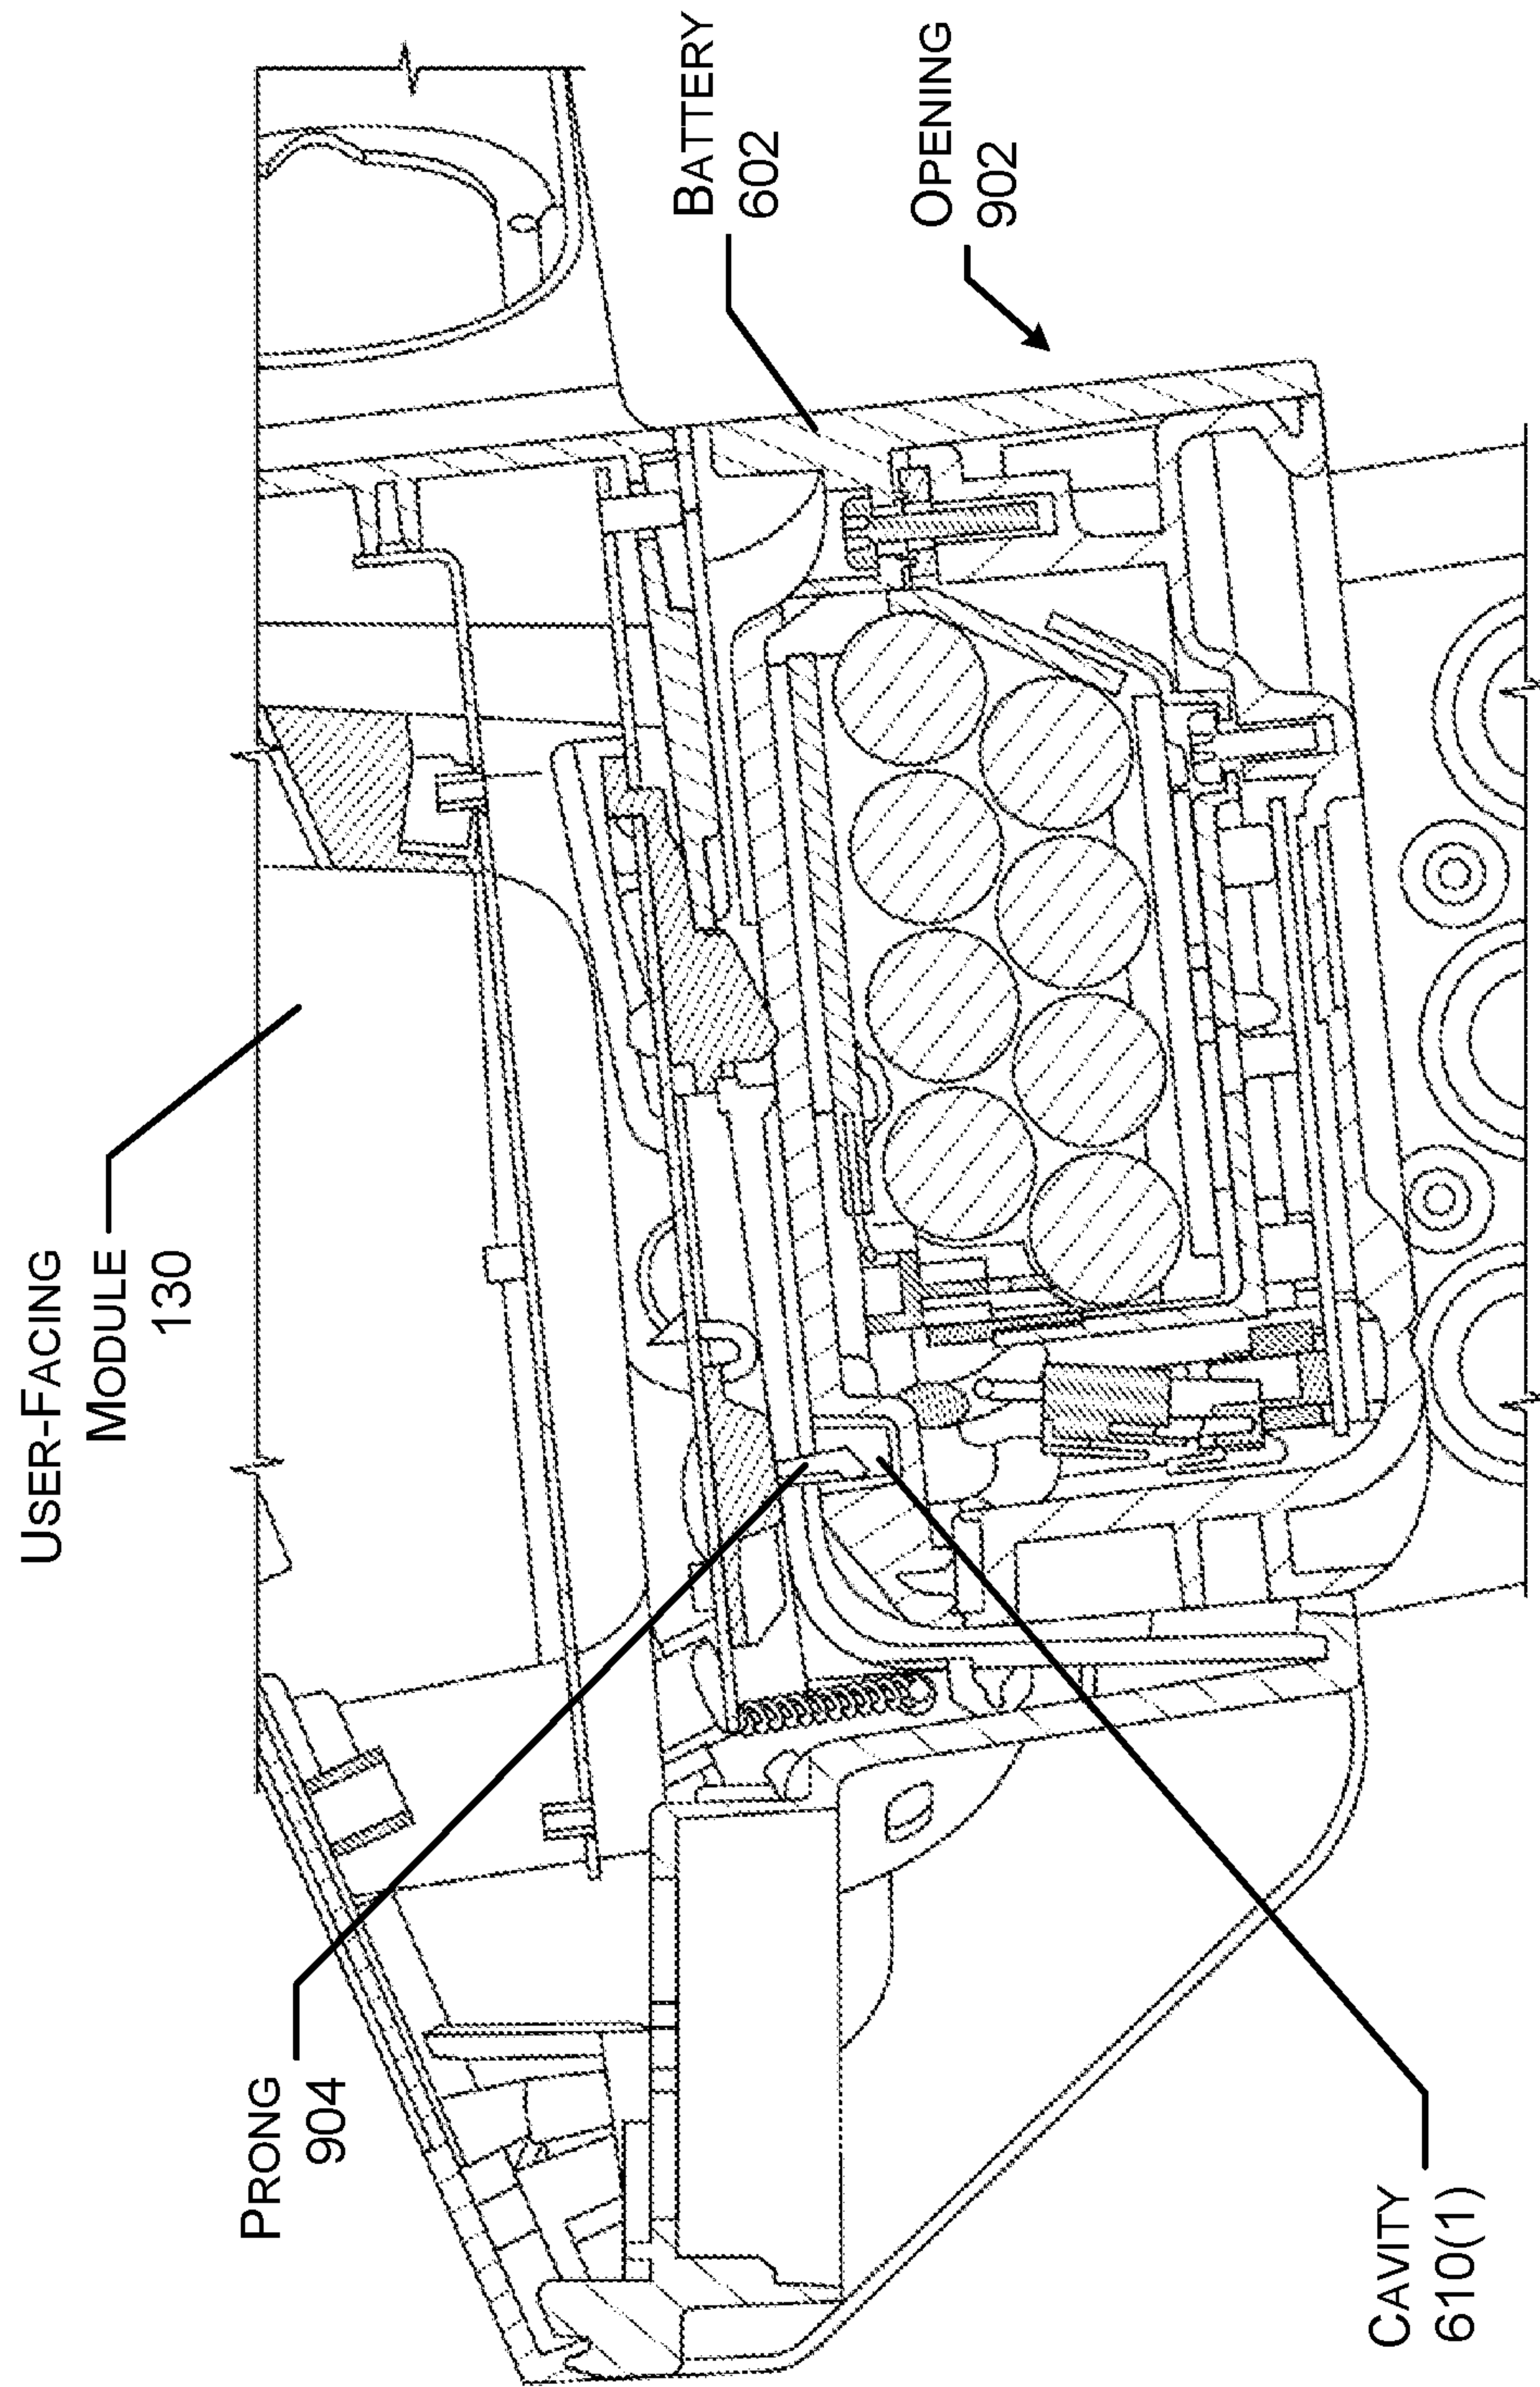 USER-FACING
MODULE
130
PRONG
904
BATTERY
602
OPENING
902
CAVITY
610(1)